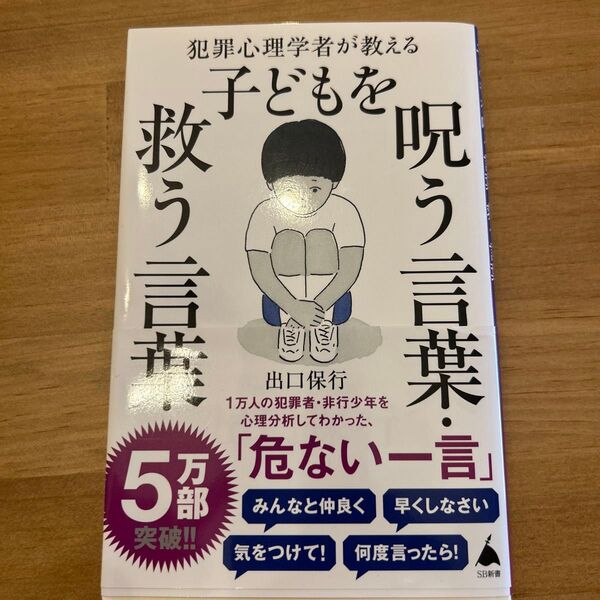 犯罪心理学者が教える
子どもを
呪う言葉・
救う言葉
出口保行
1万人の犯罪者・非行少年を
心理分析してわかった、
「危ない一言」
5万部
突破!!
みんなと仲良く
早くしなさい
気をつけて!
何度言ったら!
SB新書